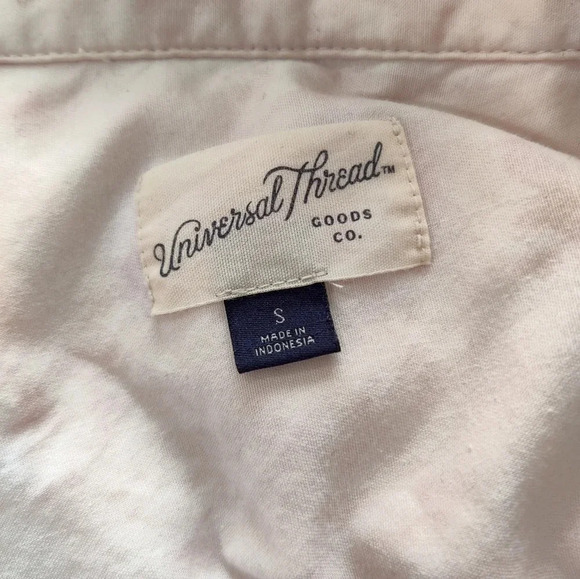 Universal Thread™
GOODS
CO.
S
MADE IN
INDONESIA